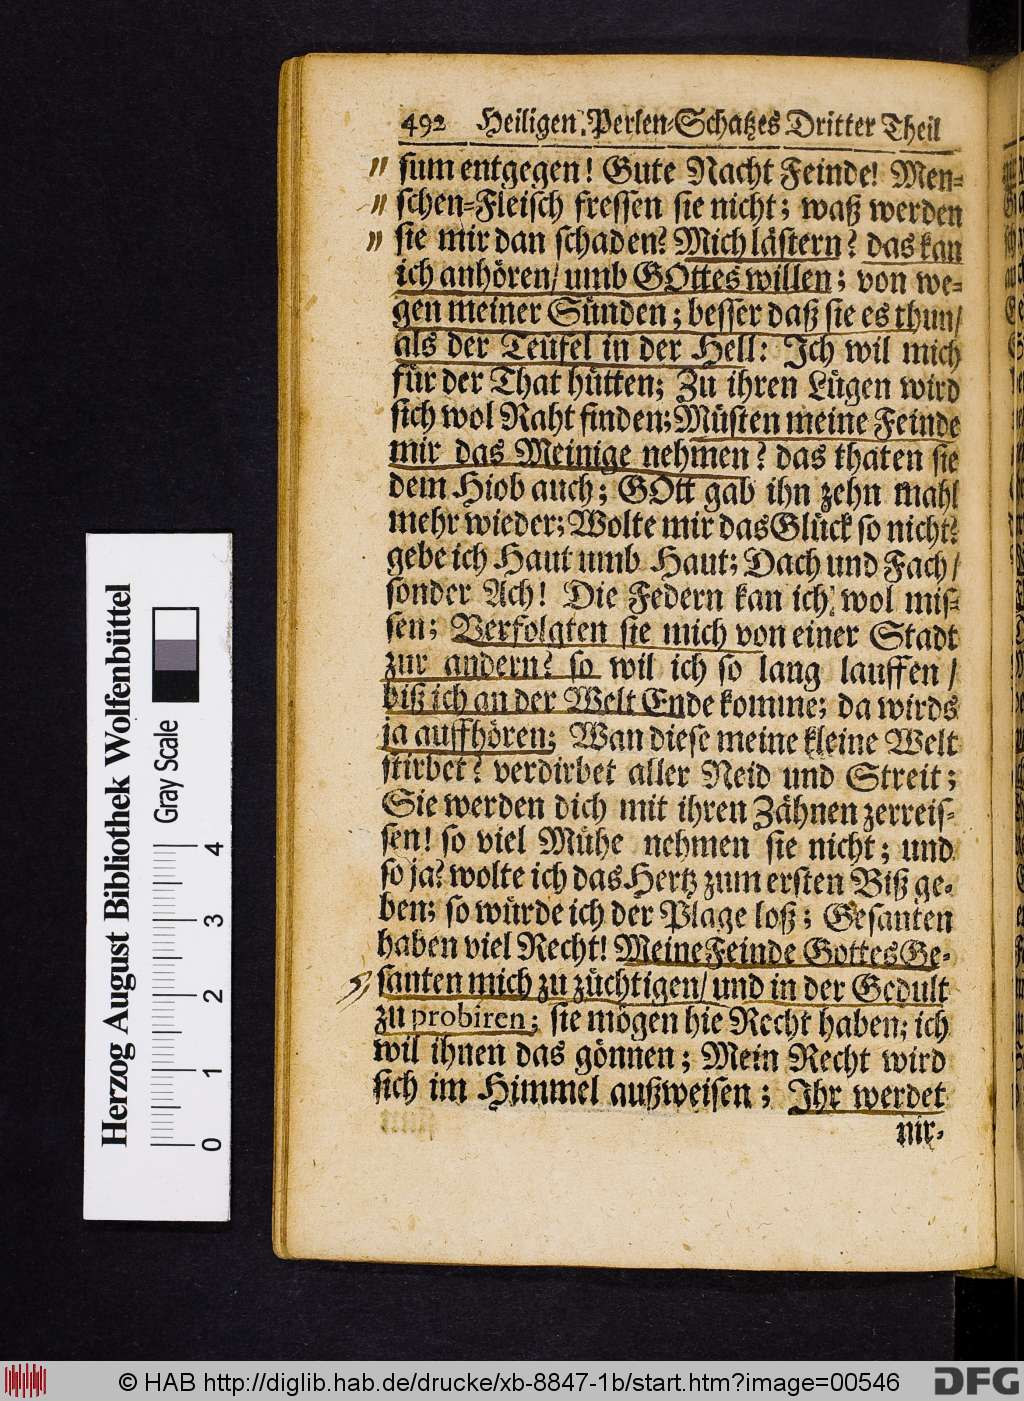 492 Heiligen Perlen-Schatzes Dritter Theil
sum entgegen! Gute Nacht Feinde! Men-
schen-Fleisch fressen sie nicht; waß werden
sie mir dan schaden? Mich lästern? das kan
ich anhören/ umb GOttes willen; von we-
gen meiner Sünden; besser daß sie es thun/
als der Teufel in der Hell: Ich wil mich
für der That hütten; Zu ihren Lügen wird
sich wol Raht finden; Müsten meine Feinde
mir das Meinige nehmen? das thaten sie
dem Hiob auch; GOtt gab ihn zehn mahl
mehr wieder; Wolte mir das Glück so nicht?
gebe ich Haut umb Haut; Dach und Fach/
sonder Ach! Die Federn kan ich wol mis-
sen; Verfolgten sie mich von einer Stadt
zur andern? so wil ich so lang lauffen/
biß ich an der Welt Ende komme; da wirds
ja auffhören; Wan diese meine kleine Welt
stirbet? verdirbet aller Neid und Streit;
Sie werden dich mit ihren Zähnen zerreis-
sen! so viel Mühe nehmen sie nicht; und
so ja? wolte ich das Hertz zum ersten Biß ge-
ben; so würde ich der Plage loß; Gesanten
haben viel Recht! Meine Feinde Gottes Ge-
santen mich zu züchtigen/ und in der Gedult
zu probiren; sie mögen hie Recht haben; ich
wil ihnen das gönnen; Mein Recht wird
sich im Himmel außweisen; Ihr werdet
nir-
Herzog August Bibliothek Wolfenbüttel
Gray Scale
0 1 2 3 4
© HAB http://diglib.hab.de/drucke/xb-8847-1b/start.htm?image=00546
DFG